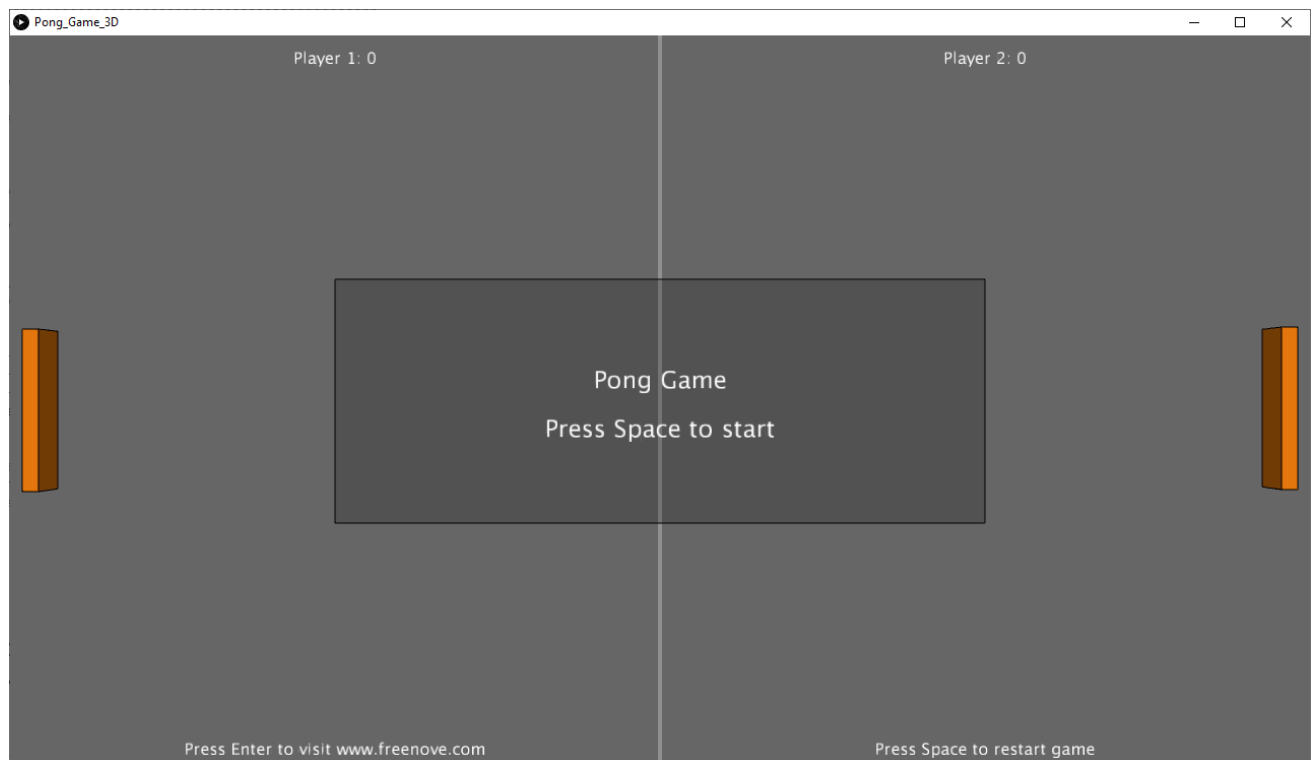 Pong_Game_3D
Player 1: 0
Player 2: 0
Pong Game
Press Space to start
Press Enter to visit www.freenove.com
Press Space to restart game